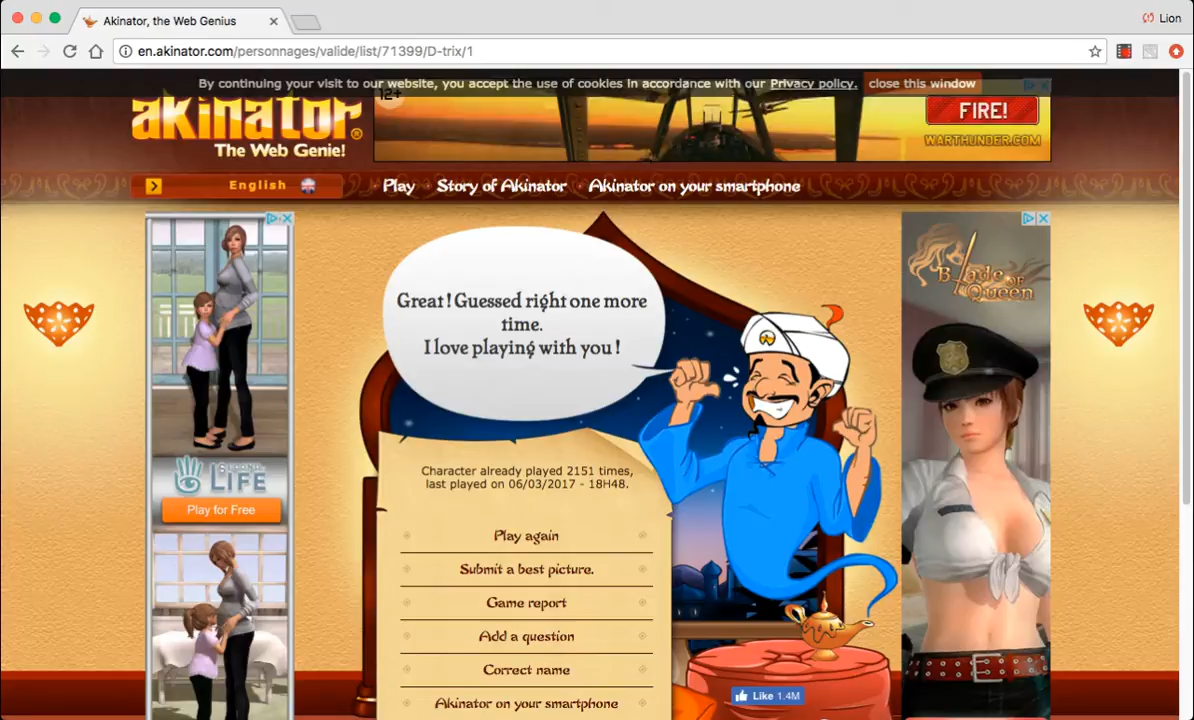 Akinator, the Web Genius
Lion
en.akinator.com/personnages/valide/list/71399/D-trix/1
By continuing your visit to our website, you accept the use of cookies in accordance with our Privacy policy. close this window
12+
akinator®
The Web Genie!
FIRE!
WARTHUNDER.COM
English
· Play · Story of Akinator · Akinator on your smartphone
Great ! Guessed right one more
time.
I love playing with you !
Blade OF
Queen
Character already played 2151 times,
last played on 06/03/2017 - 18H48.
SECOND
LIFE
Play for Free
Play again
Submit a best picture.
Game report
Add a question
Correct name
Akinator on your smartphone
Like 1.4M